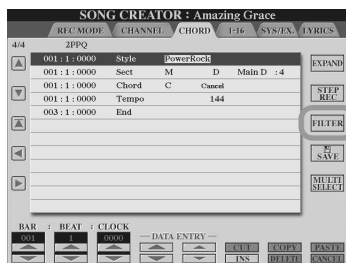 SONG CREATOR : Amazing Grace
REC MODE CHANNEL CHORD 1-16 SYS/EX. LYRICS
4/4 2PPQ
001 : 1 : 0000 Style PowerRock
001 : 1 : 0000 Sect M D Main D : 4
001 : 1 : 0000 Chord C Cancel
001 : 1 : 0000 Tempo 144
003 : 1 : 0000 End
EXPAND
STEP REC
FILTER
SAVE
MULTI SELECT
BAR : BEAT : CLOCK
001 1 0000 DATA ENTRY
CUT COPY PASTE
INS DELETE CANCEL